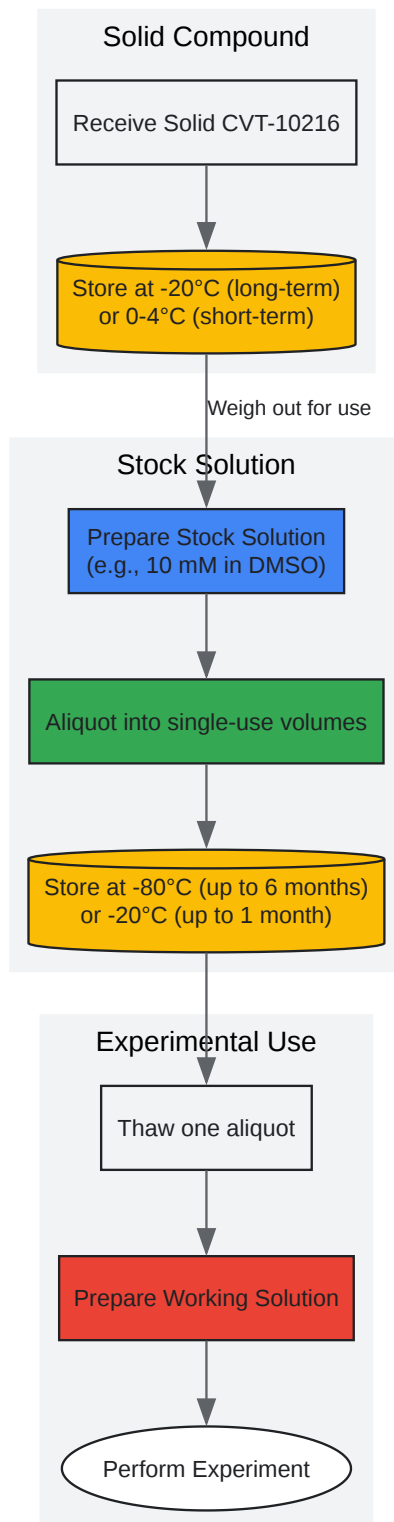 Solid Compound
Receive Solid CVT-10216
Store at -20°C (long-term)
or 0-4°C (short-term)
Weigh out for use
Stock Solution
Prepare Stock Solution
(e.g., 10 mM in DMSO)
Aliquot into single-use volumes
Store at -80°C (up to 6 months)
or -20°C (up to 1 month)
Experimental Use
Thaw one aliquot
Prepare Working Solution
Perform Experiment